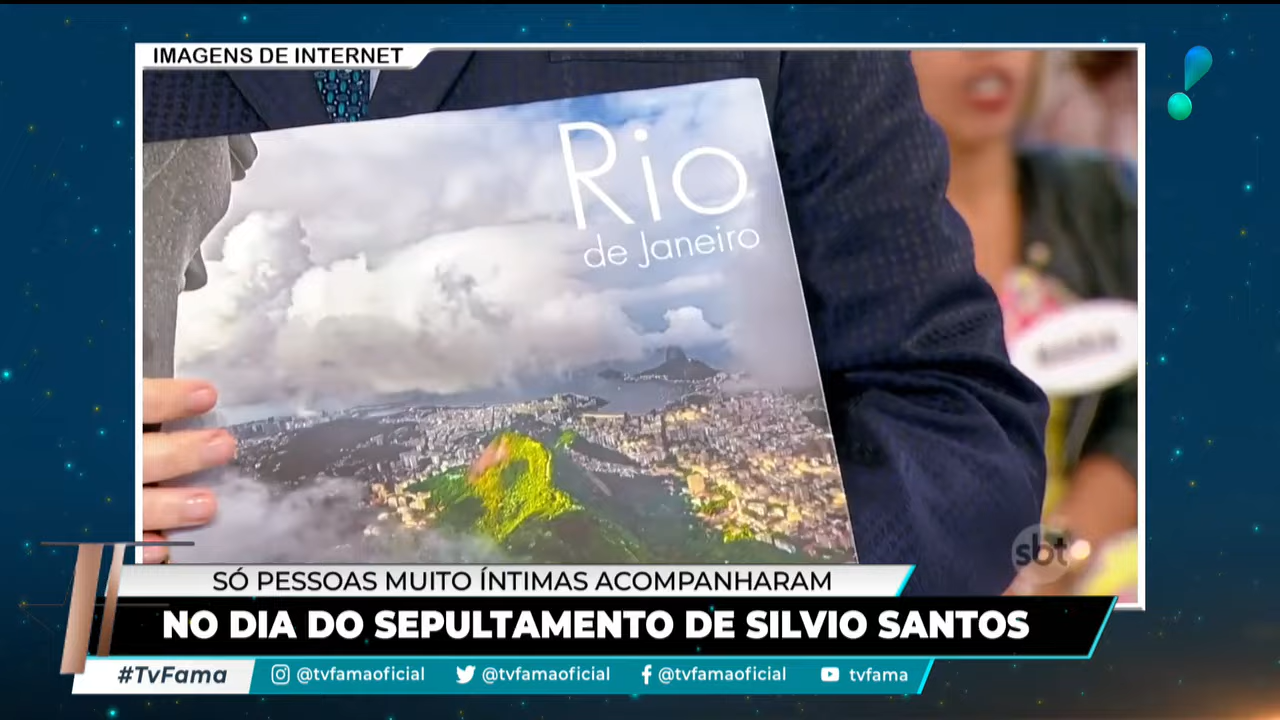 IMAGENS DE INTERNET
Rio
de Janeiro
sbt
SÓ PESSOAS MUITO ÍNTIMAS ACOMPANHARAM
NO DIA DO SEPULTAMENTO DE SILVIO SANTOS
#TvFama @tvfamaoficial @tvfamaoficial @tvfamaoficial tvfama